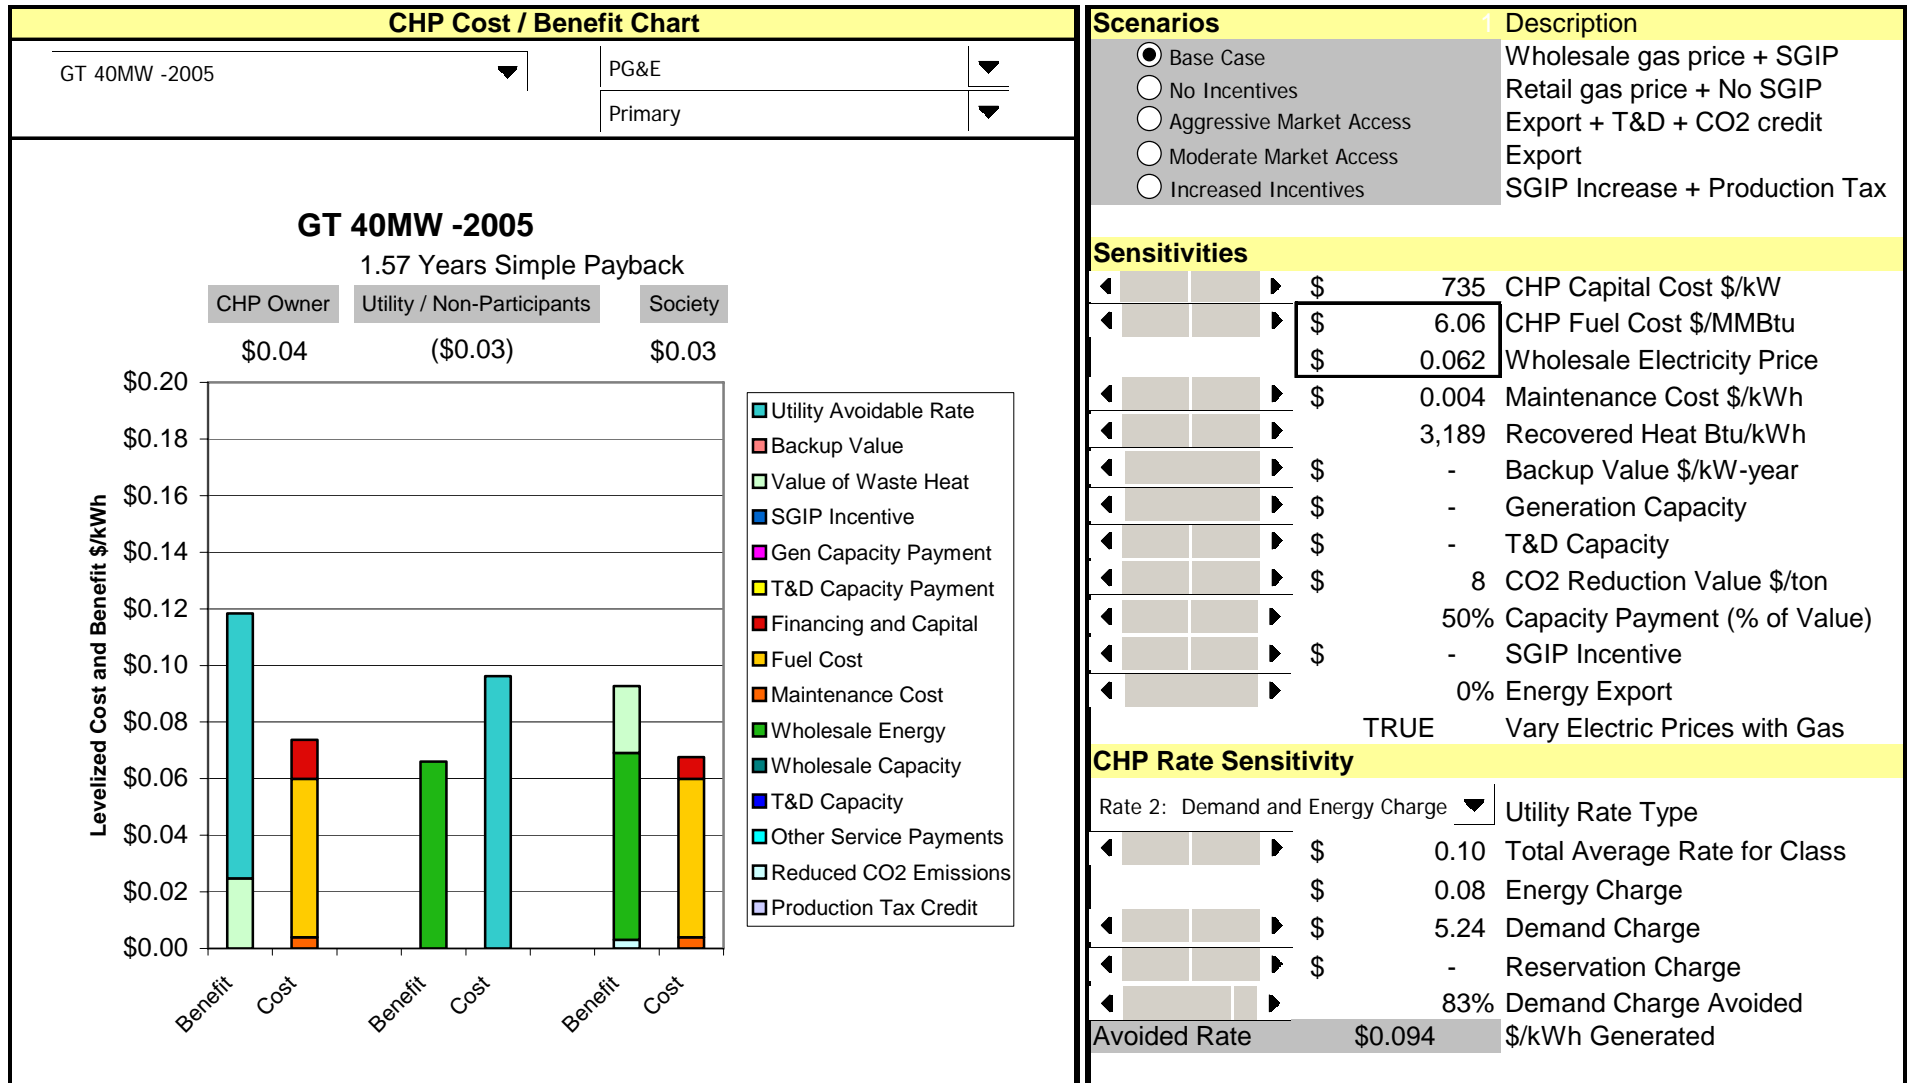 CHP Cost / Benefit Chart
GT 40MW -2005
PG&E
Primary
GT 40MW -2005
1.57 Years Simple Payback
CHP Owner
Utility / Non-Participants
Society
$0.04
($0.03)
$0.03
Levelized Cost and Benefit $/kWh
$0.20
$0.18
$0.16
$0.14
$0.12
$0.10
$0.08
$0.06
$0.04
$0.02
$0.00
Benefit
Cost
Benefit
Cost
Benefit
Cost
Utility Avoidable Rate
Backup Value
Value of Waste Heat
SGIP Incentive
Gen Capacity Payment
T&D Capacity Payment
Financing and Capital
Fuel Cost
Maintenance Cost
Wholesale Energy
Wholesale Capacity
T&D Capacity
Other Service Payments
Reduced CO2 Emissions
Production Tax Credit
Scenarios 1 Description
Base Case Wholesale gas price + SGIP
No Incentives Retail gas price + No SGIP
Aggressive Market Access Export + T&D + CO2 credit
Moderate Market Access Export
Increased Incentives SGIP Increase + Production Tax
Sensitivities
$ 735 CHP Capital Cost $/kW
$ 6.06 CHP Fuel Cost $/MMBtu
$ 0.062 Wholesale Electricity Price
$ 0.004 Maintenance Cost $/kWh
3,189 Recovered Heat Btu/kWh
$ - Backup Value $/kW-year
$ - Generation Capacity
$ - T&D Capacity
$ 8 CO2 Reduction Value $/ton
50% Capacity Payment (% of Value)
$ - SGIP Incentive
0% Energy Export
TRUE Vary Electric Prices with Gas
CHP Rate Sensitivity
Rate 2: Demand and Energy Charge Utility Rate Type
$ 0.10 Total Average Rate for Class
$ 0.08 Energy Charge
$ 5.24 Demand Charge
$ - Reservation Charge
83% Demand Charge Avoided
Avoided Rate $0.094 $/kWh Generated